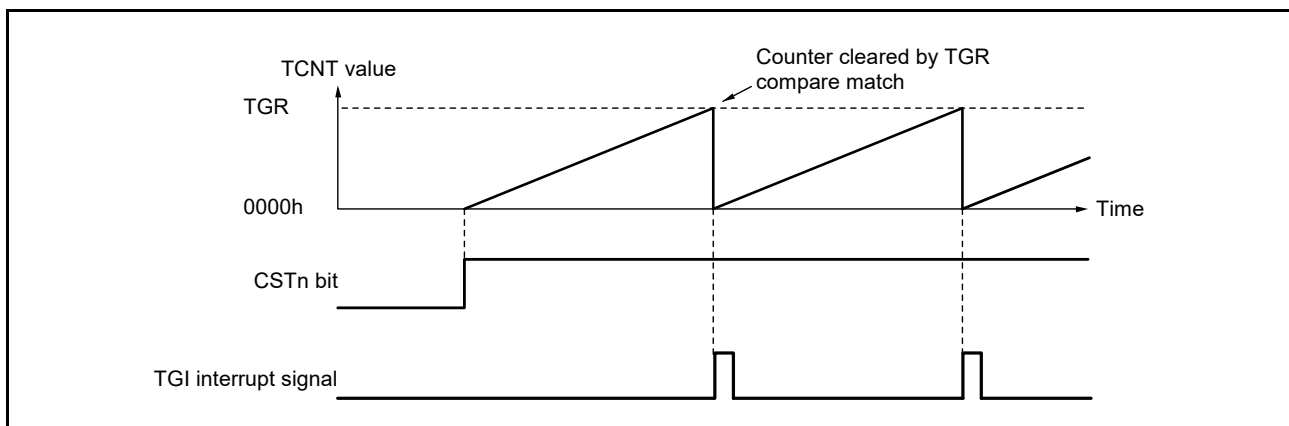 Counter cleared by TGR
compare match
TCNT value
TGR
0000h
Time
CSTn bit
TGI interrupt signal